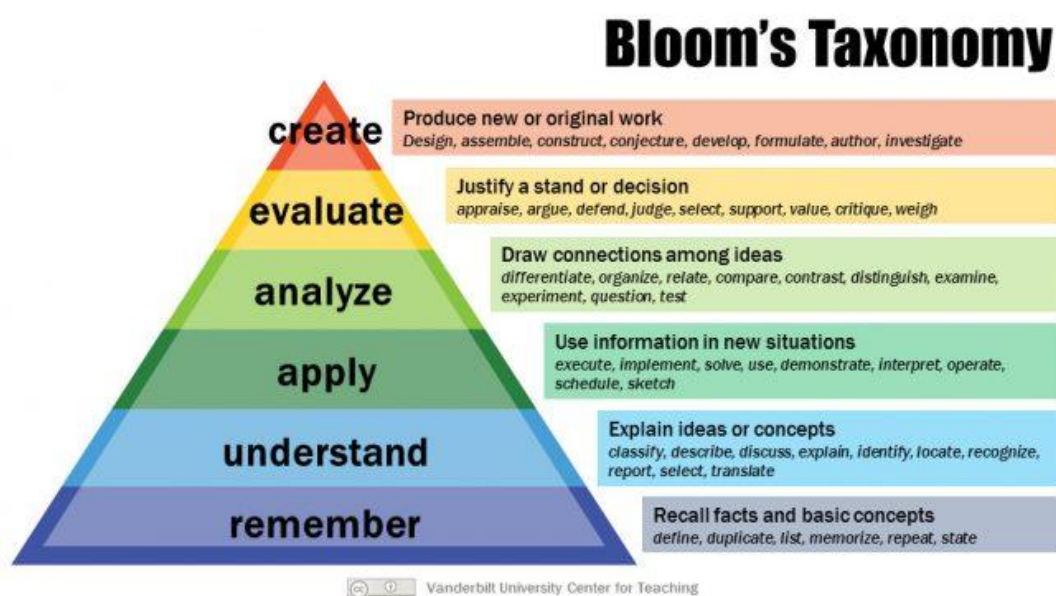 Bloom's Taxonomy
create
Produce new or original work
Design, assemble, construct, conjecture, develop, formulate, author, investigate
evaluate
Justify a stand or decision
appraise, argue, defend, judge, select, support, value, critique, weigh
analyze
Draw connections among ideas
differentiate, organize, relate, compare, contrast, distinguish, examine,
experiment, question, test
apply
Use information in new situations
execute, implement, solve, use, demonstrate, interpret, operate,
schedule, sketch
understand
Explain ideas or concepts
classify, describe, discuss, explain, identify, locate, recognize,
report, select, translate
remember
Recall facts and basic concepts
define, duplicate, list, memorize, repeat, state
cc
Vanderbilt University Center for Teaching